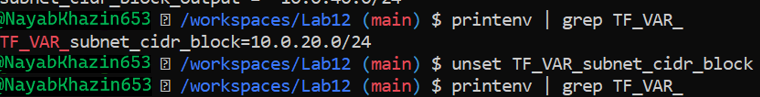 @NayabKhazin653 /workspaces/Lab12 (main) $ printenv | grep TF_VAR_
TF_VAR_subnet_cidr_block=10.0.20.0/24
@NayabKhazin653 /workspaces/Lab12 (main) $ unset TF_VAR_subnet_cidr_block
@NayabKhazin653 /workspaces/Lab12 (main) $ printenv | grep TF_VAR_